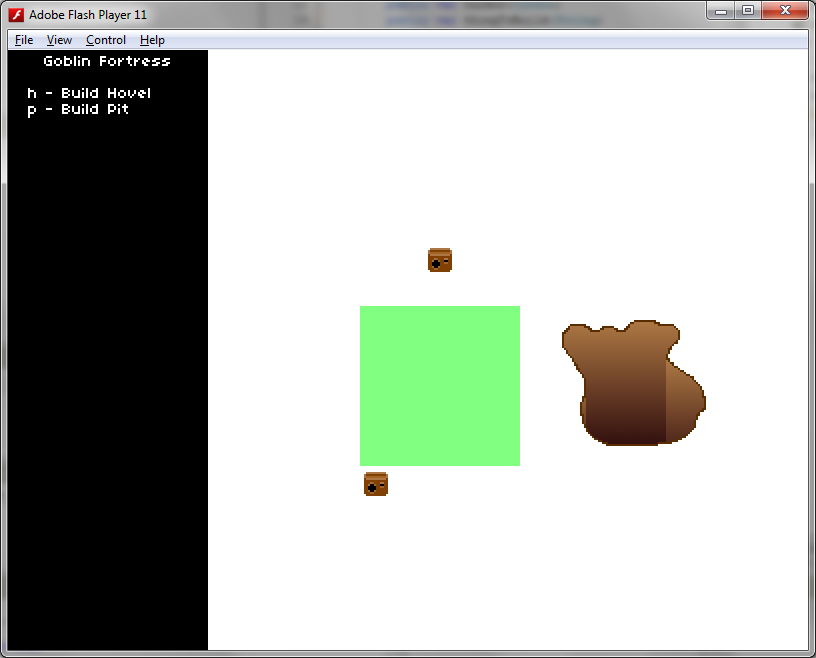 Adobe Flash Player 11
File View Control Help
Goblin Fortress
h - Build Hovel
p - Build Pit